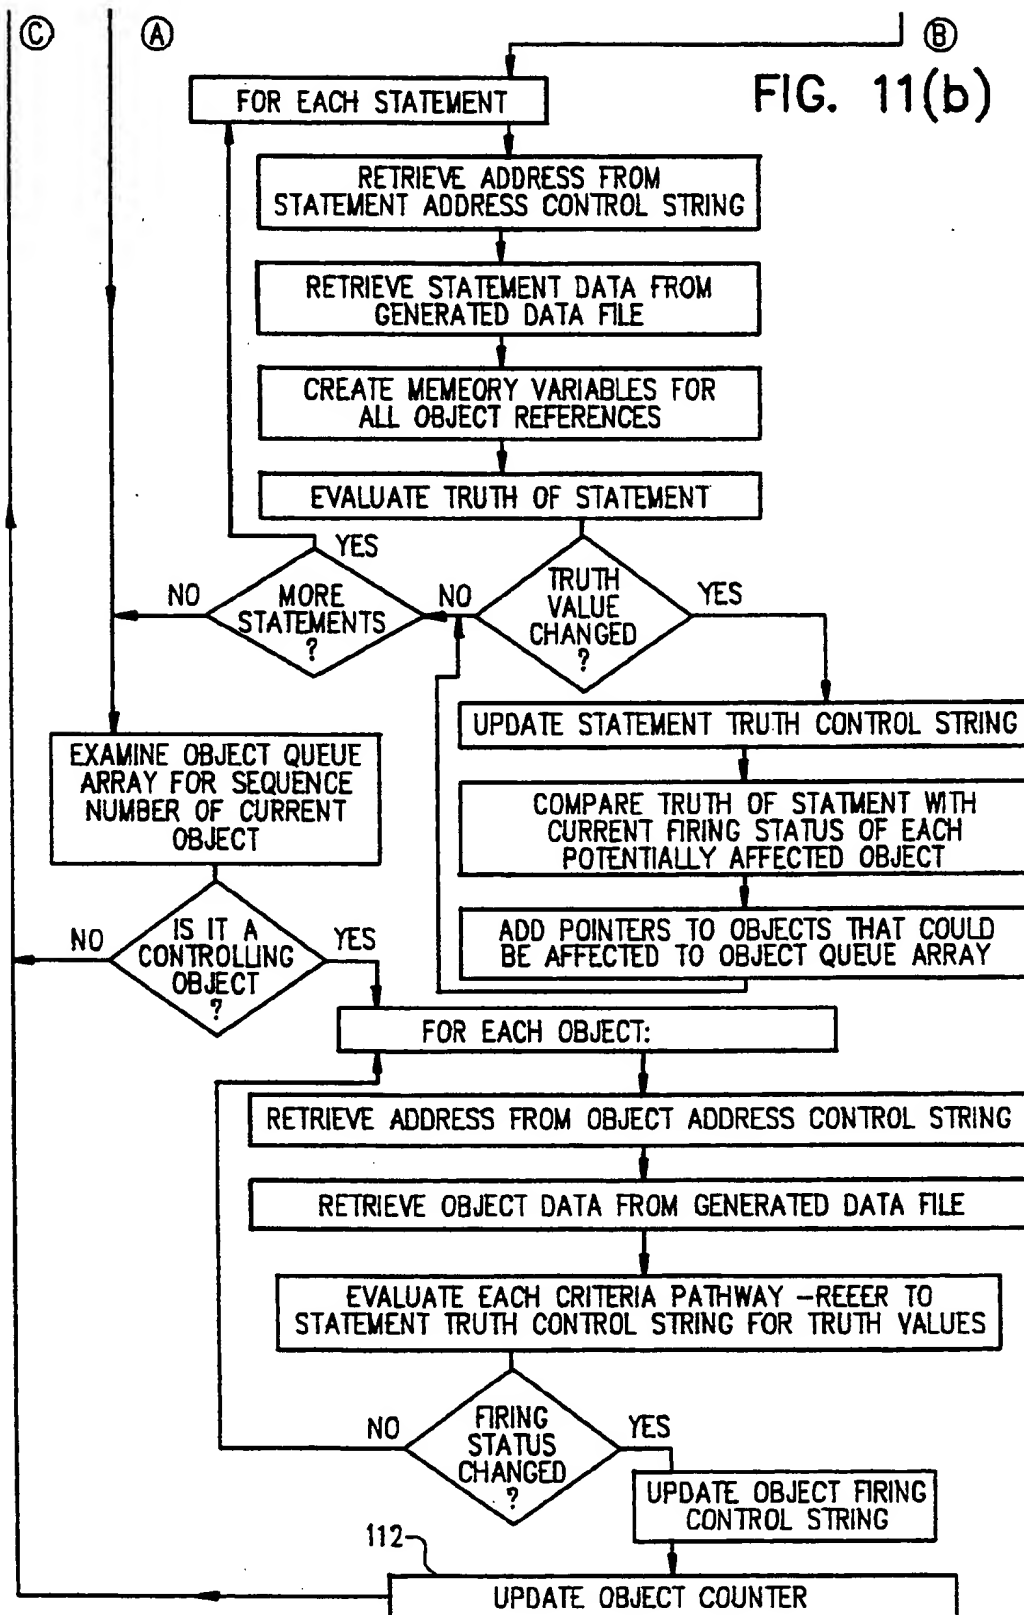 C
A
B
FIG. 11(b)
FOR EACH STATEMENT
RETRIEVE ADDRESS FROM
STATEMENT ADDRESS CONTROL STRING
RETRIEVE STATEMENT DATA FROM
GENERATED DATA FILE
CREATE MEMEORY VARIABLES FOR
ALL OBJECT REFERENCES
EVALUATE TRUTH OF STATEMENT
YES
NO
MORE
STATEMENTS
?
NO
TRUTH
VALUE
CHANGED
?
YES
UPDATE STATEMENT TRUTH CONTROL STRING
EXAMINE OBJECT QUEUE
ARRAY FOR SEQUENCE
NUMBER OF CURRENT
OBJECT
COMPARE TRUTH OF STATMENT WITH
CURRENT FIRING STATUS OF EACH
POTENTIALLY AFFECTED OBJECT
ADD POINTERS TO OBJECTS THAT COULD
BE AFFECTED TO OBJECT QUEUE ARRAY
NO
IS IT A
CONTROLLING
OBJECT
?
YES
FOR EACH OBJECT:
RETRIEVE ADDRESS FROM OBJECT ADDRESS CONTROL STRING
RETRIEVE OBJECT DATA FROM GENERATED DATA FILE
EVALUATE EACH CRITERIA PATHWAY –REEER TO
STATEMENT TRUTH CONTROL STRING FOR TRUTH VALUES
NO
FIRING
STATUS
CHANGED
?
YES
UPDATE OBJECT FIRING
CONTROL STRING
112
UPDATE OBJECT COUNTER